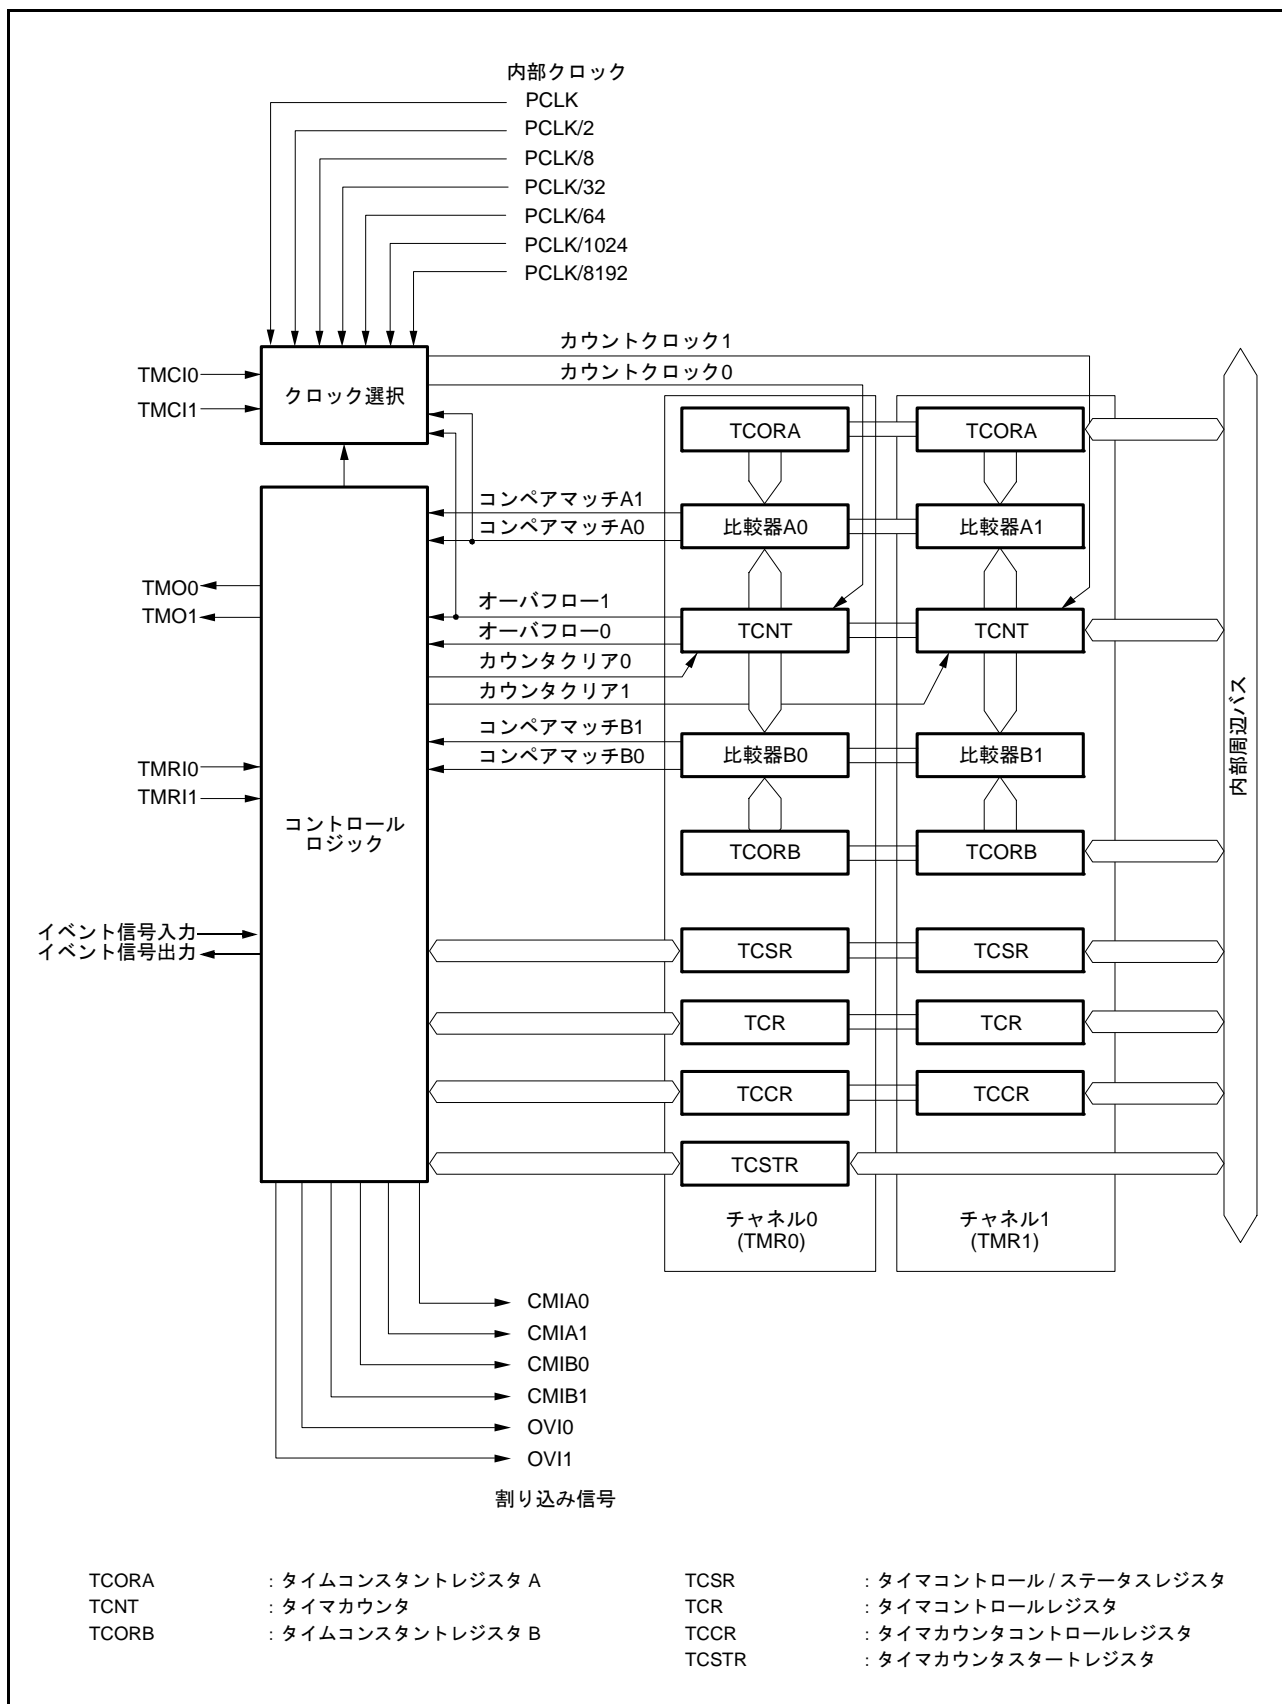 内部クロック
PCLK
PCLK/2
PCLK/8
PCLK/32
PCLK/64
PCLK/1024
PCLK/8192
カウントクロック1
カウントクロック0
TMCI0
TMCI1
クロック選択
TCORA
TCORA
コンペアマッチA1
コンペアマッチA0
比較器A0
比較器A1
TMO0
TMO1
オーバフロー1
オーバフロー0
カウンタクリア0
カウンタクリア1
TCNT
TCNT
コンペアマッチB1
コンペアマッチB0
比較器B0
比較器B1
内部周辺バス
TMRI0
TMRI1
コントロール
ロジック
TCORB
TCORB
イベント信号入力
イベント信号出力
TCSR
TCSR
TCR
TCR
TCCR
TCCR
TCSTR
チャネル0
(TMR0)
チャネル1
(TMR1)
CMIA0
CMIA1
CMIB0
CMIB1
OVI0
OVI1
割り込み信号
TCORA : タイムコンスタントレジスタ A
TCNT : タイマカウンタ
TCORB : タイムコンスタントレジスタ B
TCSR : タイマコントロール / ステータスレジスタ
TCR : タイマコントロールレジスタ
TCCR : タイマカウンタコントロールレジスタ
TCSTR : タイマカウンタスタートレジスタ